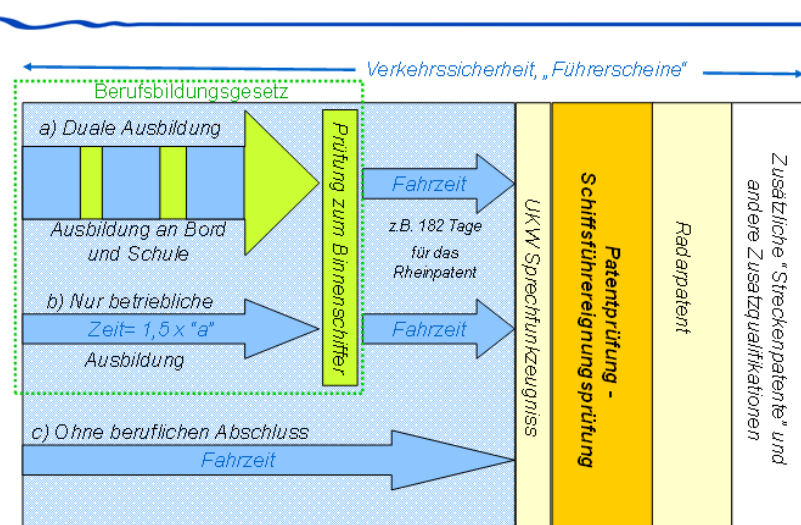 Verkehrssicherheit, „Führerscheine“
Berufsbildungsgesetz
a) Duale Ausbildung
Ausbildung an Bord
und Schule
b) Nur betriebliche
Zeit= 1,5 x "a"
Ausbildung
Prüfung zum Binnenschiffer
Fahrzeit
z.B. 182 Tage
für das
Rheinpatent
Fahrzeit
c) Ohne beruflichen Abschluss
Fahrzeit
UKW Sprechfunkzeugniss
Patentprüfung -
Schiffsführereignungsprüfung
Radarpatent
Zusätzliche "Streckenpatente" und
andere Zusatzqualifikationen